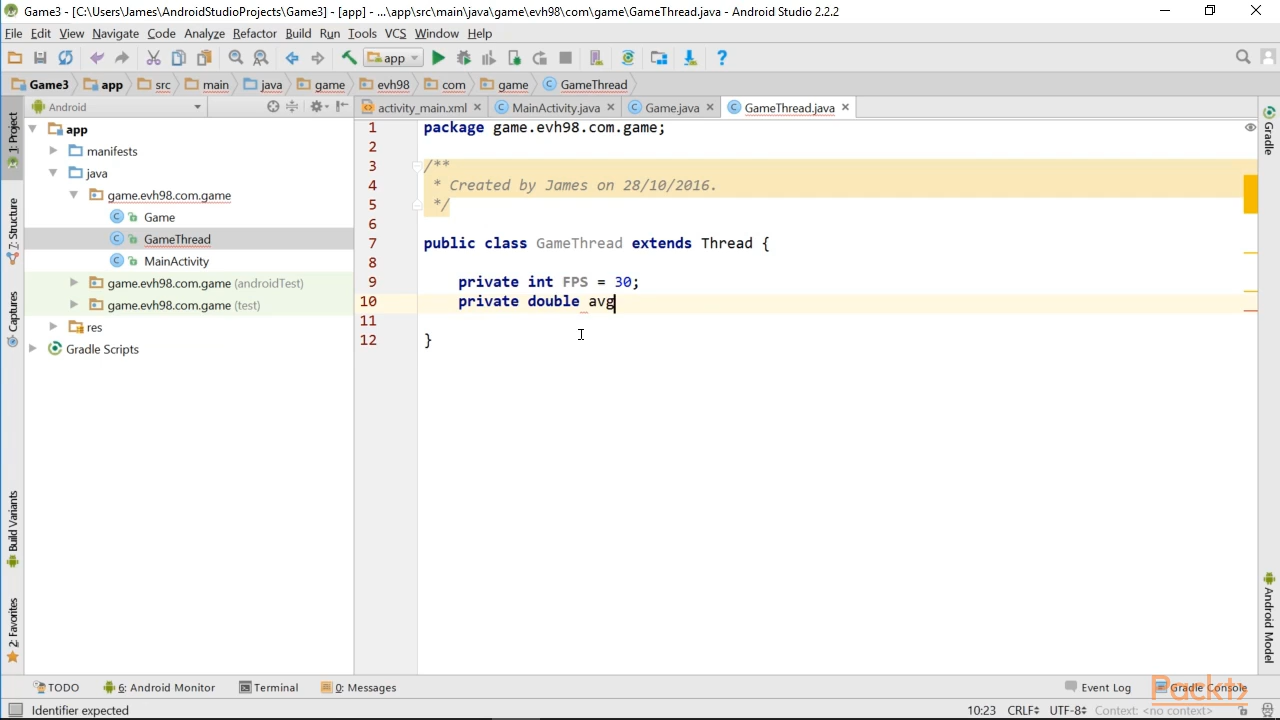 Game3 - [C:\Users\James\AndroidStudioProjects\Game3] - [app] - ...\app\src\main\java\game\evh98\com\game\GameThread.java - Android Studio 2.2.2
File Edit View Navigate Code Analyze Refactor Build Run Tools VCS Window Help
app
Game3 app src main java game evh98 com game GameThread
Android
activity_main.xml MainActivity.java Game.java GameThread.java
1: Project
7: Structure
Captures
Build Variants
2: Favorites
app
manifests
java
game.evh98.com.game
Game
GameThread
MainActivity
game.evh98.com.game (androidTest)
game.evh98.com.game (test)
res
Gradle Scripts
1 package game.evh98.com.game;
2
3 /**
4 * Created by James on 28/10/2016.
5 */
6
7 public class GameThread extends Thread {
8
9 private int FPS = 30;
10 private double avg
11
12 }
Gradle
Android Model
TODO 6: Android Monitor Terminal 0: Messages Event Log Gradle Console
Packt
Identifier expected 10:23 CRLF UTF-8 Context: <no context>